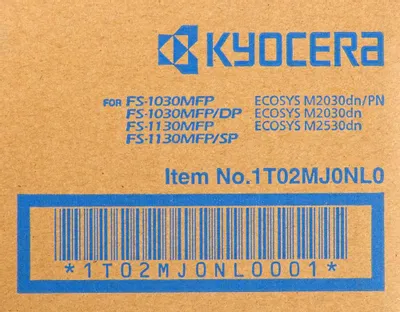 KYOCERA
FOR FS-1030MFP ECOSYS M2030dn/PN
FS-1030MFP/DP ECOSYS M2030dn
FS-1130MFP ECOSYS M2530dn
FS-1130MFP/SP
Item No.1T02MJ0NL0
*1T02MJ0NL0001*